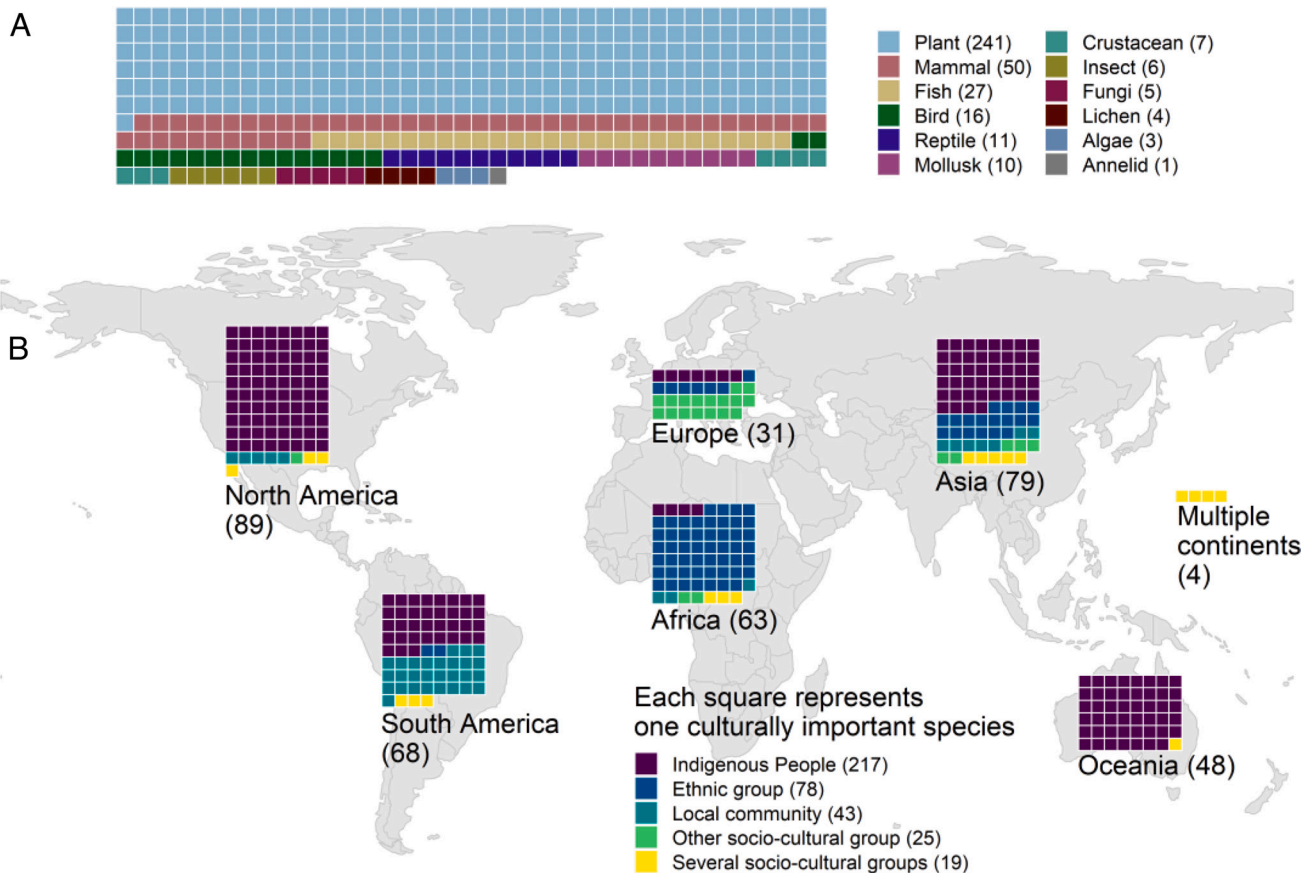 A
Plant (241)
Mammal (50)
Fish (27)
Bird (16)
Reptile (11)
Mollusk (10)
Crustacean (7)
Insect (6)
Fungi (5)
Lichen (4)
Algae (3)
Annelid (1)
B
North America
(89)
Europe (31)
Asia (79)
Multiple
continents
(4)
Africa (63)
South America
(68)
Oceania (48)
Each square represents
one culturally important species
Indigenous People (217)
Ethnic group (78)
Local community (43)
Other socio-cultural group (25)
Several socio-cultural groups (19)